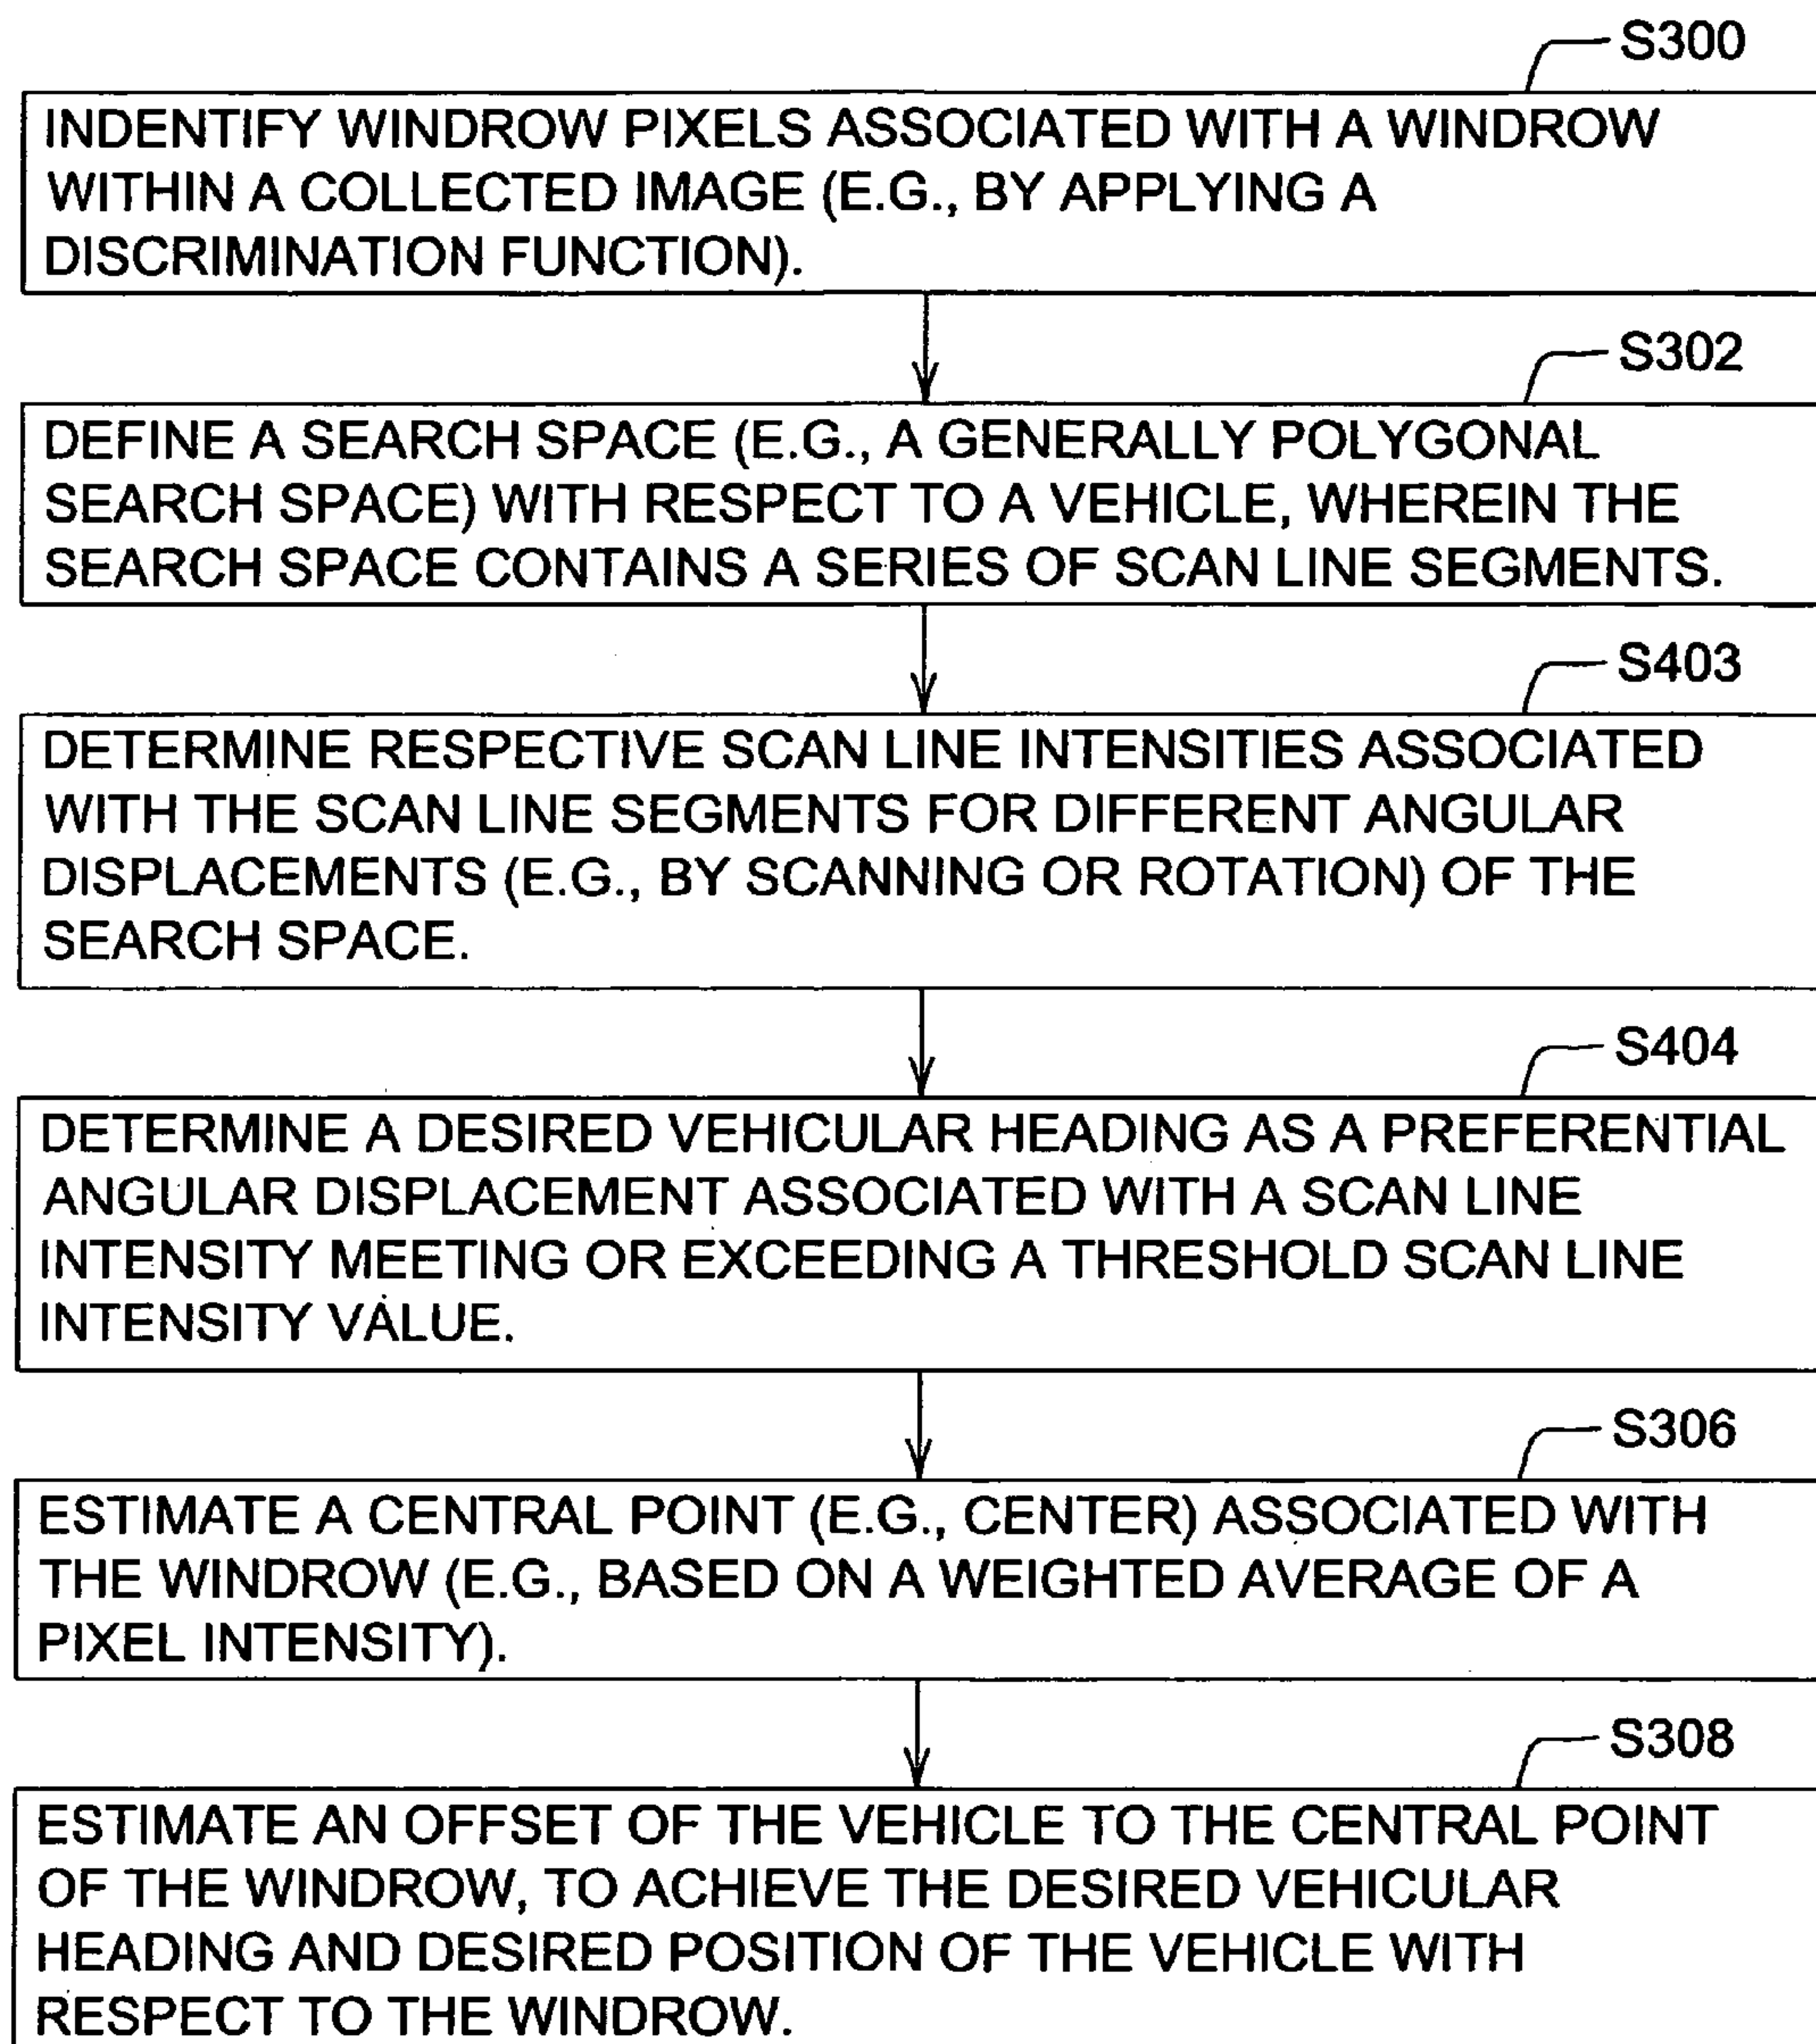 S300
INDENTIFY WINDROW PIXELS ASSOCIATED WITH A WINDROW
WITHIN A COLLECTED IMAGE (E.G., BY APPLYING A
DISCRIMINATION FUNCTION).
S302
DEFINE A SEARCH SPACE (E.G., A GENERALLY POLYGONAL
SEARCH SPACE) WITH RESPECT TO A VEHICLE, WHEREIN THE
SEARCH SPACE CONTAINS A SERIES OF SCAN LINE SEGMENTS.
S403
DETERMINE RESPECTIVE SCAN LINE INTENSITIES ASSOCIATED
WITH THE SCAN LINE SEGMENTS FOR DIFFERENT ANGULAR
DISPLACEMENTS (E.G., BY SCANNING OR ROTATION) OF THE
SEARCH SPACE.
S404
DETERMINE A DESIRED VEHICULAR HEADING AS A PREFERENTIAL
ANGULAR DISPLACEMENT ASSOCIATED WITH A SCAN LINE
INTENSITY MEETING OR EXCEEDING A THRESHOLD SCAN LINE
INTENSITY VALUE.
S306
ESTIMATE A CENTRAL POINT (E.G., CENTER) ASSOCIATED WITH
THE WINDROW (E.G., BASED ON A WEIGHTED AVERAGE OF A
PIXEL INTENSITY).
S308
ESTIMATE AN OFFSET OF THE VEHICLE TO THE CENTRAL POINT
OF THE WINDROW, TO ACHIEVE THE DESIRED VEHICULAR
HEADING AND DESIRED POSITION OF THE VEHICLE WITH
RESPECT TO THE WINDROW.